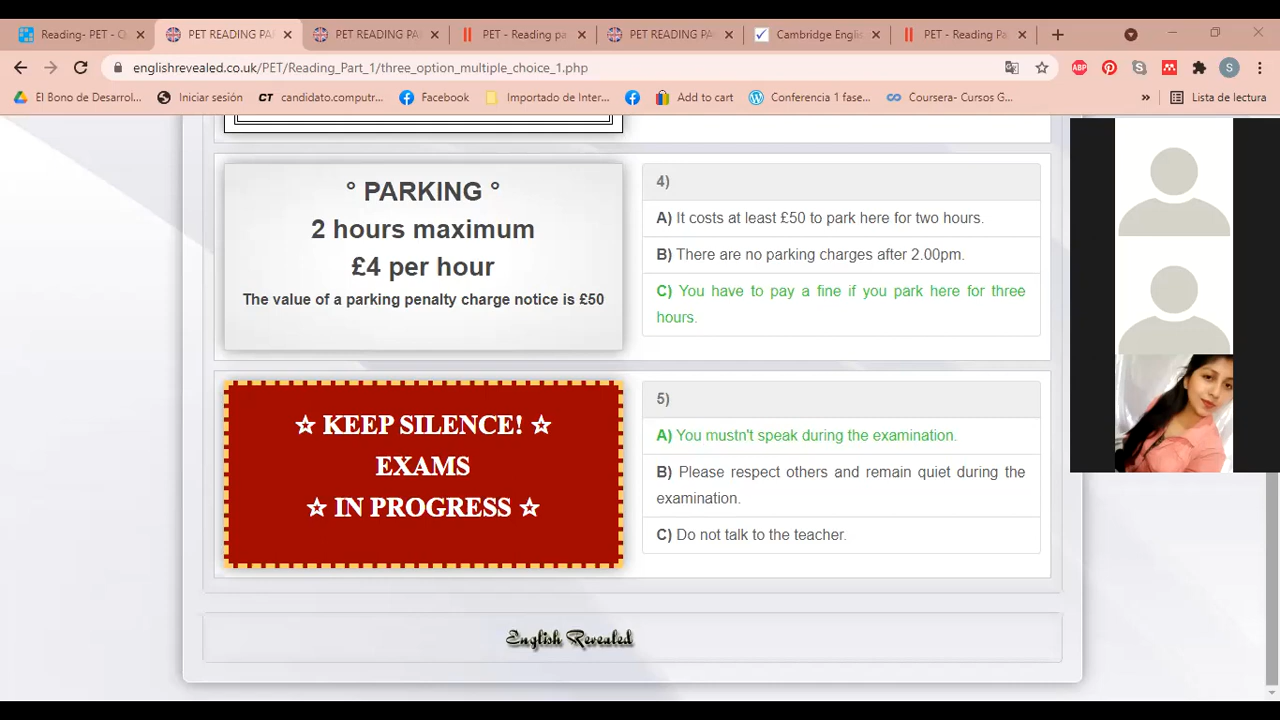 Reading- PET - Q
PET READING PA
PET READING PA
PET - Reading pa
PET READING PA
Cambridge Engli
PET - Reading Pa
englishrevealed.co.uk/PET/Reading_Part_1/three_option_multiple_choice_1.php
ABP
S
El Bono de Desarrol...
Iniciar sesión
CT candidato.computr...
Facebook
Importado de Inter...
Add to cart
Conferencia 1 fase...
Coursera- Cursos G...
»
Lista de lectura
° PARKING °
2 hours maximum
£4 per hour
The value of a parking penalty charge notice is £50
4)
A) It costs at least £50 to park here for two hours.
B) There are no parking charges after 2.00pm.
C) You have to pay a fine if you park here for three
hours.
☆ KEEP SILENCE! ☆
EXAMS
☆ IN PROGRESS ☆
5)
A) You mustn't speak during the examination.
B) Please respect others and remain quiet during the
examination.
C) Do not talk to the teacher.
English Revealed